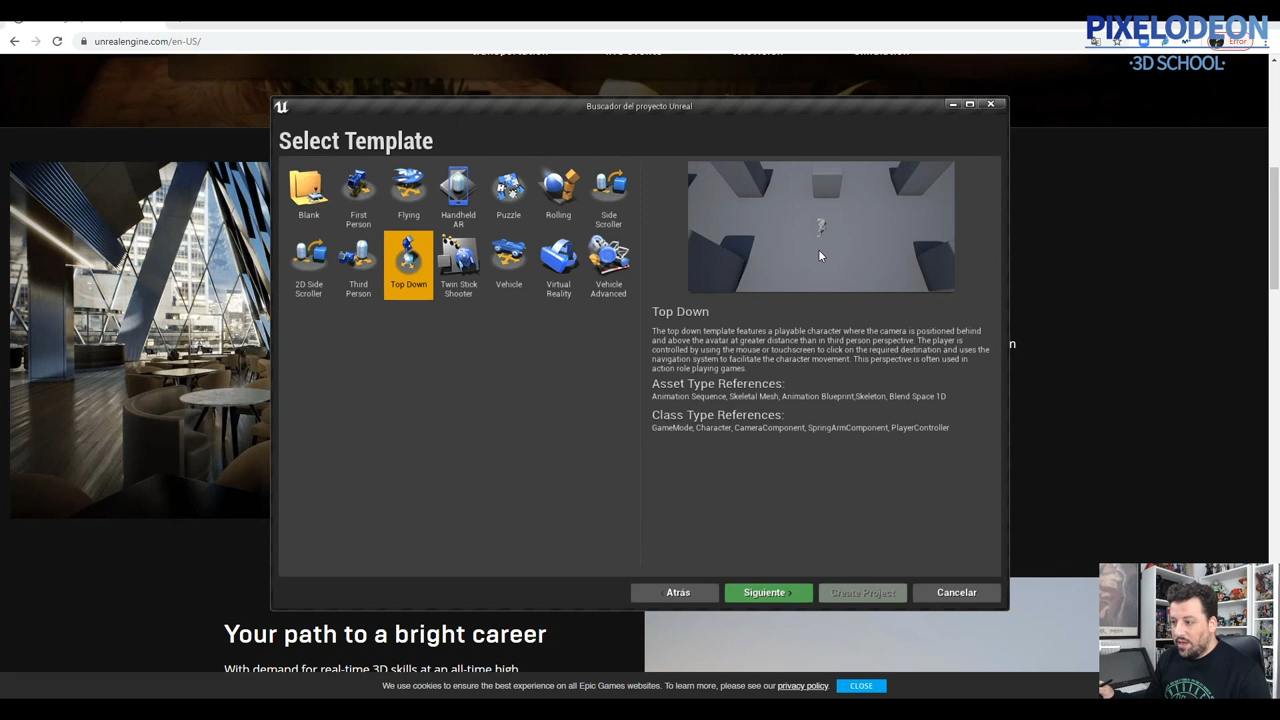 PIXELODEON
·3D SCHOOL·
unrealengine.com/en-US/
Error
Buscador del proyecto Unreal
Select Template
Blank
First
Person
Flying
Handheld
AR
Puzzle
Rolling
Side
Scroller
2D Side
Scroller
Third
Person
Top Down
Twin Stick
Shooter
Vehicle
Virtual
Reality
Vehicle
Advanced
Top Down
The top down template features a playable character where the camera is positioned behind
and above the avatar at greater distance than in third person perspective. The player is
controlled by using the mouse or touchscreen to click on the required destination and uses the
navigation system to facilitate the character movement. This perspective is often used in
action role playing games.
Asset Type References:
Animation Sequence, Skeletal Mesh, Animation Blueprint,Skeleton, Blend Space 1D
Class Type References:
GameMode, Character, CameraComponent, SpringArmComponent, PlayerController
‹ Atrás
Siguiente ›
Create Project
Cancelar
Your path to a bright career
With demand for real-time 3D skills at an all-time high,
We use cookies to ensure the best experience on all Epic Games websites. To learn more, please see our privacy policy.
CLOSE